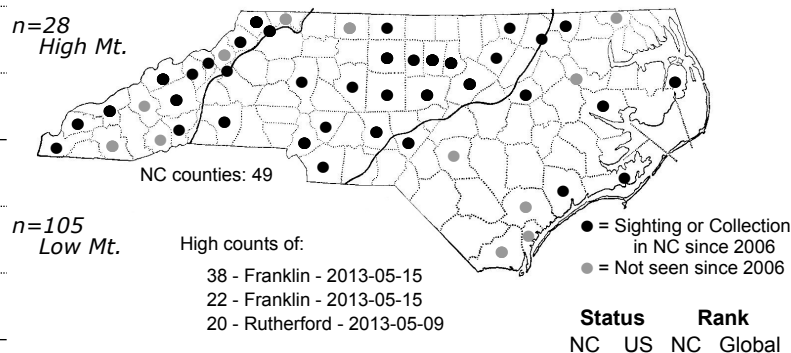 n=28
High Mt.
NC counties: 49
n=105
Low Mt.
High counts of:
38 - Franklin - 2013-05-15
22 - Franklin - 2013-05-15
20 - Rutherford - 2013-05-09
= Sighting or Collection
in NC since 2006
= Not seen since 2006
Status Rank
NC US NC Global